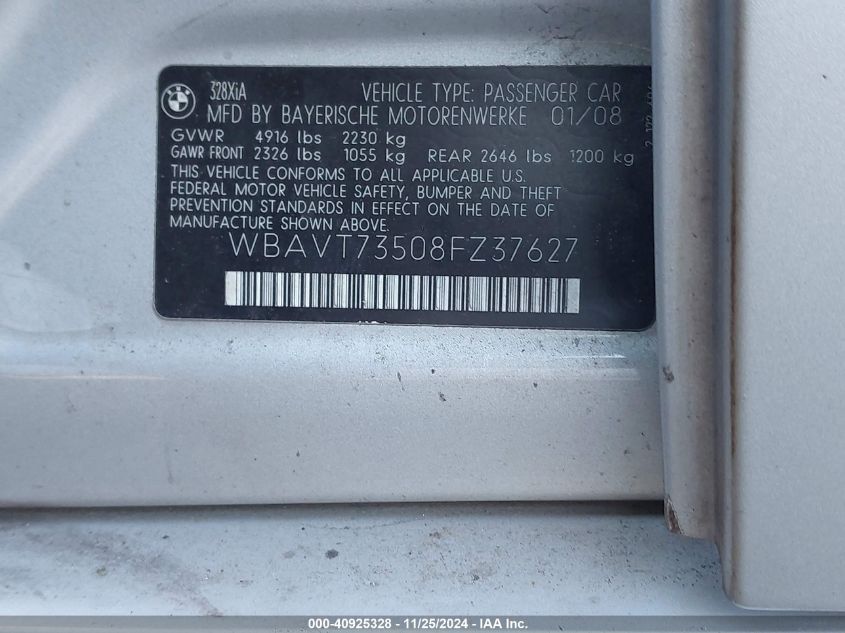 328XiA VEHICLE TYPE: PASSENGER CAR
MFD BY BAYERISCHE MOTORENWERKE 01/08
GVWR 4916 lbs 2230 kg
GAWR FRONT 2326 lbs 1055 kg REAR 2646 lbs 1200 kg
THIS VEHICLE CONFORMS TO ALL APPLICABLE U.S.
FEDERAL MOTOR VEHICLE SAFETY, BUMPER AND THEFT
PREVENTION STANDARDS IN EFFECT ON THE DATE OF
MANUFACTURE SHOWN ABOVE.
WBAVT73508FZ37627
000-40925328 - 11/25/2024 - IAA Inc.